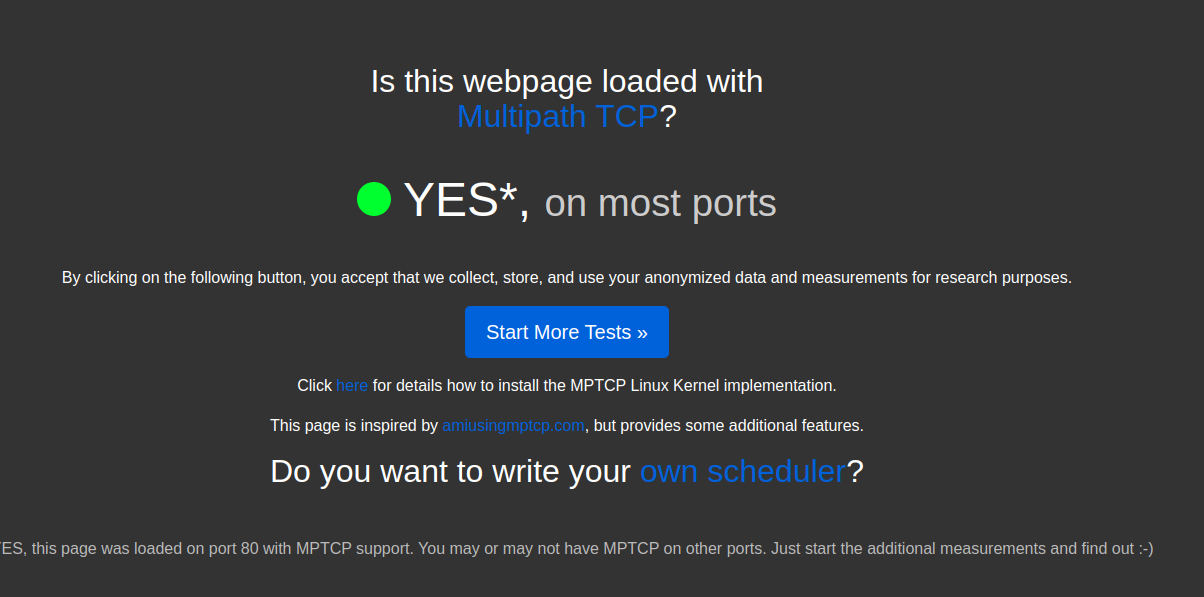 Is this webpage loaded with
Multipath TCP?
YES*, on most ports
By clicking on the following button, you accept that we collect, store, and use your anonymized data and measurements for research purposes.
Start More Tests »
Click here for details how to install the MPTCP Linux Kernel implementation.
This page is inspired by amiusingmptcp.com, but provides some additional features.
Do you want to write your own scheduler?
YES, this page was loaded on port 80 with MPTCP support. You may or may not have MPTCP on other ports. Just start the additional measurements and find out :-)